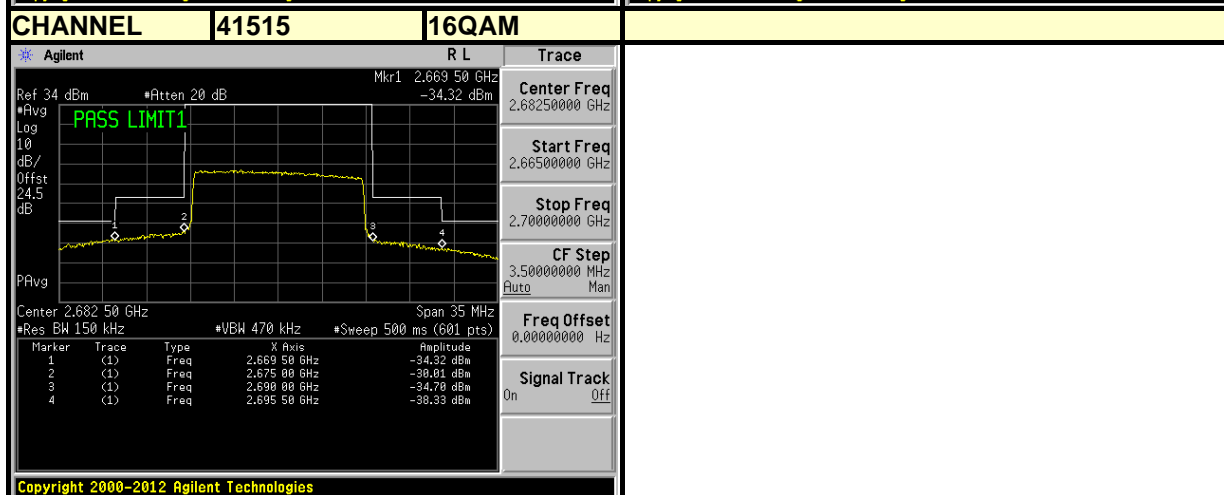 CHANNEL 41515 16QAM
Agilent R L Trace
Mkr1 2.669 50 GHz
Ref 34 dBm #Atten 20 dB -34.32 dBm
#Avg
Log
10
dB/
Offst
24.5
dB
PASS LIMIT1
1
2
3
4
PAvg
Center 2.682 50 GHz Span 35 MHz
#Res BW 150 kHz #VBW 470 kHz #Sweep 500 ms (601 pts)
Marker Trace Type X Axis Amplitude
1 (1) Freq 2.669 50 GHz -34.32 dBm
2 (1) Freq 2.675 00 GHz -30.01 dBm
3 (1) Freq 2.690 00 GHz -34.70 dBm
4 (1) Freq 2.695 50 GHz -38.33 dBm
Center Freq
2.68250000 GHz
Start Freq
2.66500000 GHz
Stop Freq
2.70000000 GHz
CF Step
3.50000000 MHz
Auto Man
Freq Offset
0.00000000 Hz
Signal Track
On Off
Copyright 2000-2012 Agilent Technologies